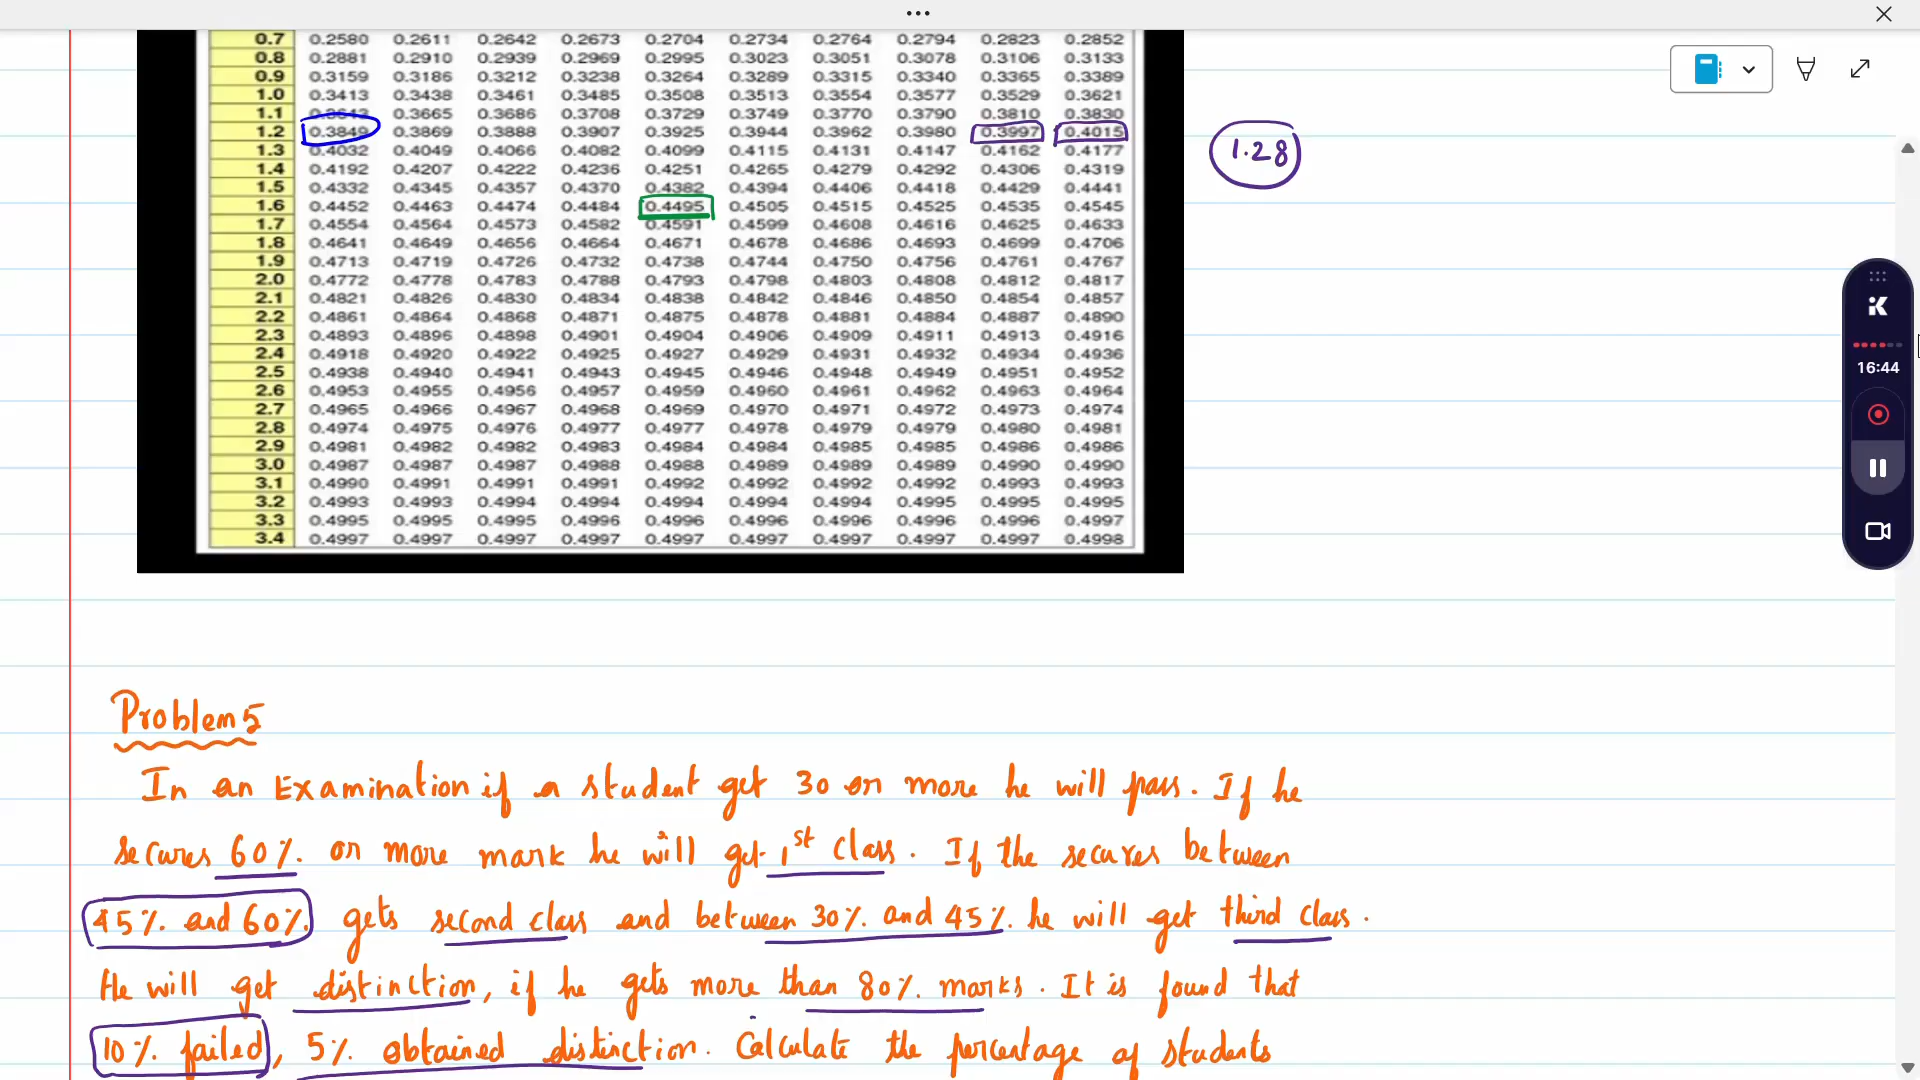 0.7 0.2580 0.2611 0.2642 0.2673 0.2704 0.2734 0.2764 0.2794 0.2823 0.2852
0.8 0.2881 0.2910 0.2939 0.2969 0.2995 0.3023 0.3051 0.3078 0.3106 0.3133
0.9 0.3159 0.3186 0.3212 0.3238 0.3264 0.3289 0.3315 0.3340 0.3365 0.3389
1.0 0.3413 0.3438 0.3461 0.3485 0.3508 0.3513 0.3554 0.3577 0.3529 0.3621
1.1 0.3643 0.3665 0.3686 0.3708 0.3729 0.3749 0.3770 0.3790 0.3810 0.3830
1.2 0.3849 0.3869 0.3888 0.3907 0.3925 0.3944 0.3962 0.3980 0.3997 0.4015
1.28
1.3 0.4032 0.4049 0.4066 0.4082 0.4099 0.4115 0.4131 0.4147 0.4162 0.4177
1.4 0.4192 0.4207 0.4222 0.4236 0.4251 0.4265 0.4279 0.4292 0.4306 0.4319
1.5 0.4332 0.4345 0.4357 0.4370 0.4382 0.4394 0.4406 0.4418 0.4429 0.4441
1.6 0.4452 0.4463 0.4474 0.4484 0.4495 0.4505 0.4515 0.4525 0.4535 0.4545
1.7 0.4554 0.4564 0.4573 0.4582 0.4591 0.4599 0.4608 0.4616 0.4625 0.4633
1.8 0.4641 0.4649 0.4656 0.4664 0.4671 0.4678 0.4686 0.4693 0.4699 0.4706
1.9 0.4713 0.4719 0.4726 0.4732 0.4738 0.4744 0.4750 0.4756 0.4761 0.4767
2.0 0.4772 0.4778 0.4783 0.4788 0.4793 0.4798 0.4803 0.4808 0.4812 0.4817
2.1 0.4821 0.4826 0.4830 0.4834 0.4838 0.4842 0.4846 0.4850 0.4854 0.4857
2.2 0.4861 0.4864 0.4868 0.4871 0.4875 0.4878 0.4881 0.4884 0.4887 0.4890
2.3 0.4893 0.4896 0.4898 0.4901 0.4904 0.4906 0.4909 0.4911 0.4913 0.4916
2.4 0.4918 0.4920 0.4922 0.4925 0.4927 0.4929 0.4931 0.4932 0.4934 0.4936
2.5 0.4938 0.4940 0.4941 0.4943 0.4945 0.4946 0.4948 0.4949 0.4951 0.4952
2.6 0.4953 0.4955 0.4956 0.4957 0.4959 0.4960 0.4961 0.4962 0.4963 0.4964
2.7 0.4965 0.4966 0.4967 0.4968 0.4969 0.4970 0.4971 0.4972 0.4973 0.4974
2.8 0.4974 0.4975 0.4976 0.4977 0.4977 0.4978 0.4979 0.4979 0.4980 0.4981
2.9 0.4981 0.4982 0.4982 0.4983 0.4984 0.4984 0.4985 0.4985 0.4986 0.4986
3.0 0.4987 0.4987 0.4987 0.4988 0.4988 0.4989 0.4989 0.4989 0.4990 0.4990
3.1 0.4990 0.4991 0.4991 0.4991 0.4992 0.4992 0.4992 0.4992 0.4993 0.4993
3.2 0.4993 0.4993 0.4994 0.4994 0.4994 0.4994 0.4994 0.4995 0.4995 0.4995
3.3 0.4995 0.4995 0.4995 0.4996 0.4996 0.4996 0.4996 0.4996 0.4996 0.4997
3.4 0.4997 0.4997 0.4997 0.4997 0.4997 0.4997 0.4997 0.4997 0.4997 0.4998
16:44
Problem 5
In an Examination if a student get 30 or more he will pass. If he
secures 60%. or more mark he will get 1st class. If the secures between
45%. and 60%. gets second class and between 30%. and 45%. he will get third class.
He will get distinction, if he gets more than 80%. marks. It is found that
10%. failed, 5%. obtained distinction. Calculate the percentage of students